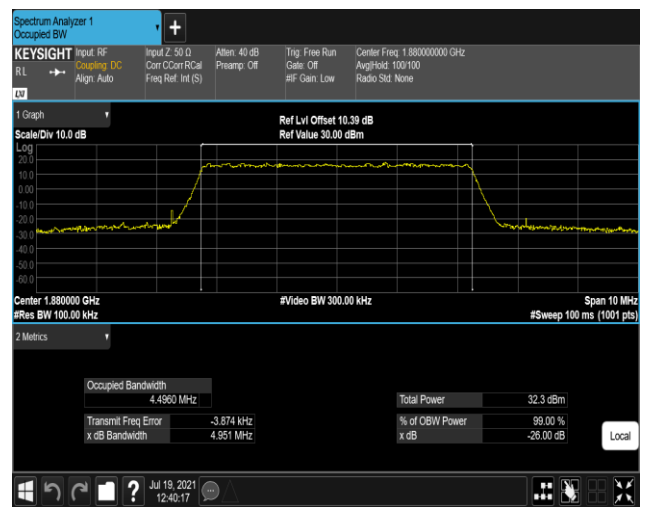 Spectrum Analyzer 1
Occupied BW
+
KEYSIGHT Input: RF Input Z: 50 Ω Atten: 40 dB Trig: Free Run Center Freq: 1.880000000 GHz
RL Coupling: DC Corr CCorr RCal Preamp: Off Gate: Off Avg|Hold: 100/100
Align: Auto Freq Ref: Int (S) #IF Gain: Low Radio Std: None
LXI
1 Graph
Ref Lvl Offset 10.39 dB
Scale/Div 10.0 dB Ref Value 30.00 dBm
Log
20.0
10.0
0.00
-10.0
-20.0
-30.0
-40.0
-50.0
-60.0
Center 1.880000 GHz #Video BW 300.00 kHz Span 10 MHz
#Res BW 100.00 kHz #Sweep 100 ms (1001 pts)
2 Metrics
Occupied Bandwidth
4.4960 MHz Total Power 32.3 dBm
Transmit Freq Error -3.874 kHz % of OBW Power 99.00 %
x dB Bandwidth 4.951 MHz x dB -26.00 dB
Local
? Jul 19, 2021
12:40:17